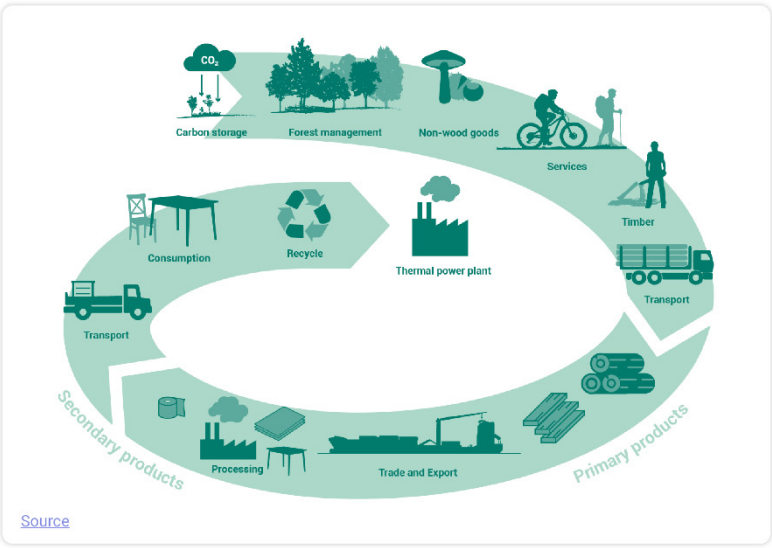 CO₂
Carbon storage
Forest management
Non-wood goods
Services
Timber
Transport
Primary products
Trade and Export
Processing
Secondary products
Transport
Consumption
Recycle
Thermal power plant
Source